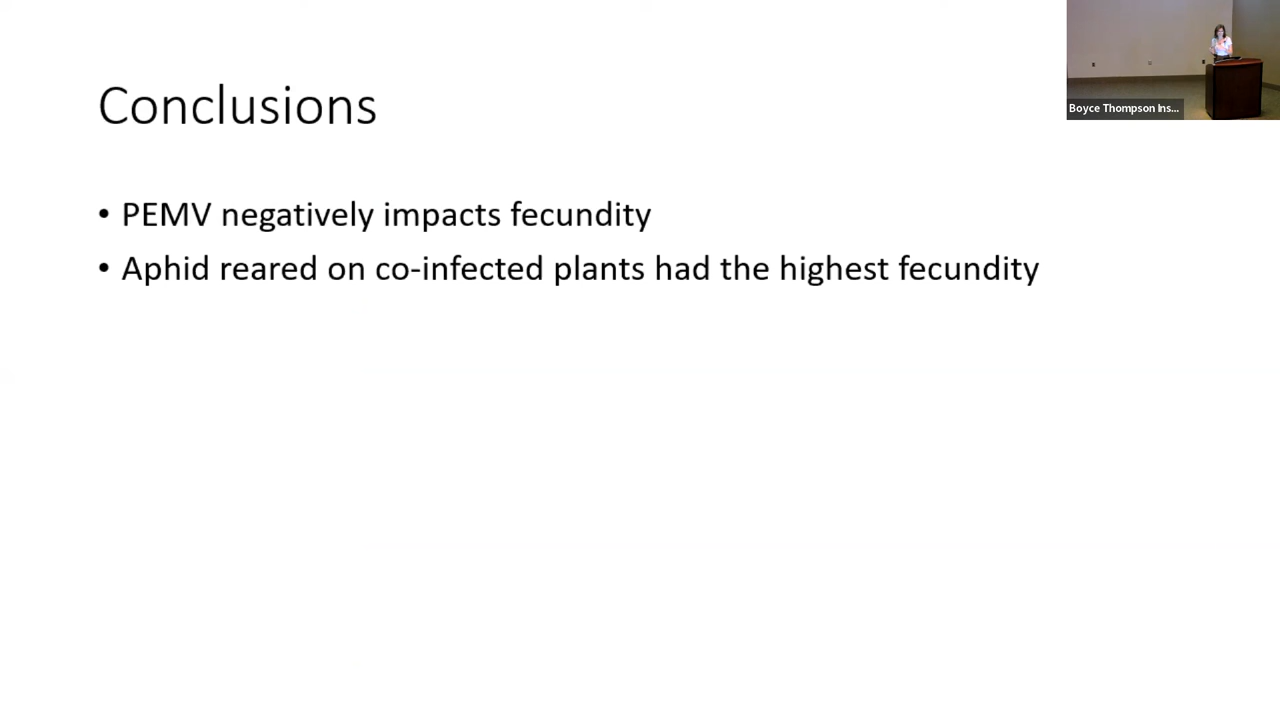 Boyce Thompson Ins...
Conclusions
• PEMV negatively impacts fecundity
• Aphid reared on co-infected plants had the highest fecundity